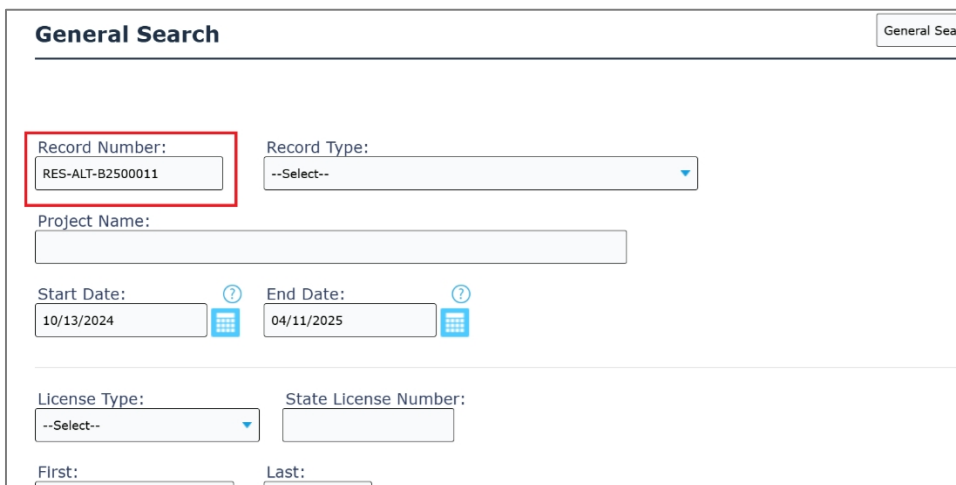 General Search
General Sea
Record Number:
Record Type:
RES-ALT-B2500011
--Select--
Project Name:
Start Date:
?
End Date:
?
10/13/2024
04/11/2025
License Type:
State License Number:
--Select--
First:
Last: